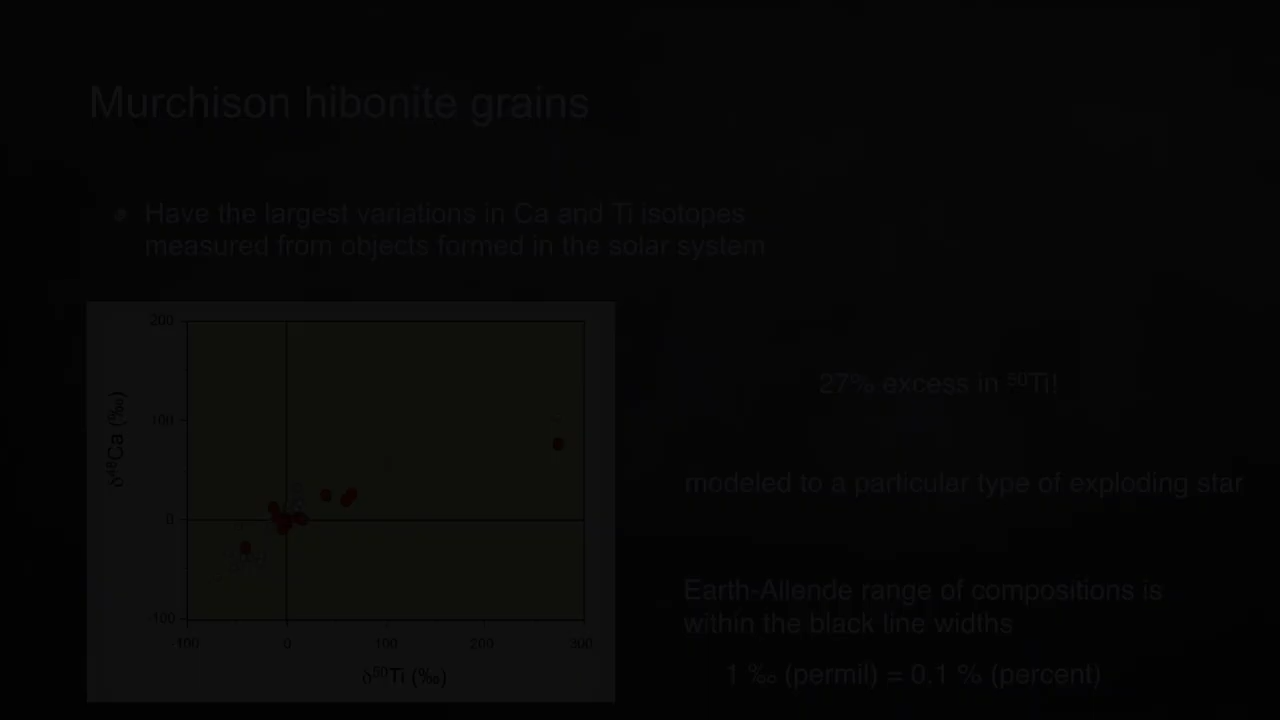 Murchison hibonite grains
• Have the largest variations in Ca and Ti isotopes
measured from objects formed in the solar system
200
100
0
-100
-100 0 100 200 300
δ⁴⁸Ca (‰)
δ⁵⁰Ti (‰)
27% excess in ⁵⁰Ti!
modeled to a particular type of exploding star
Earth-Allende range of compositions is
within the black line widths
1 ‰ (permil) = 0.1 % (percent)